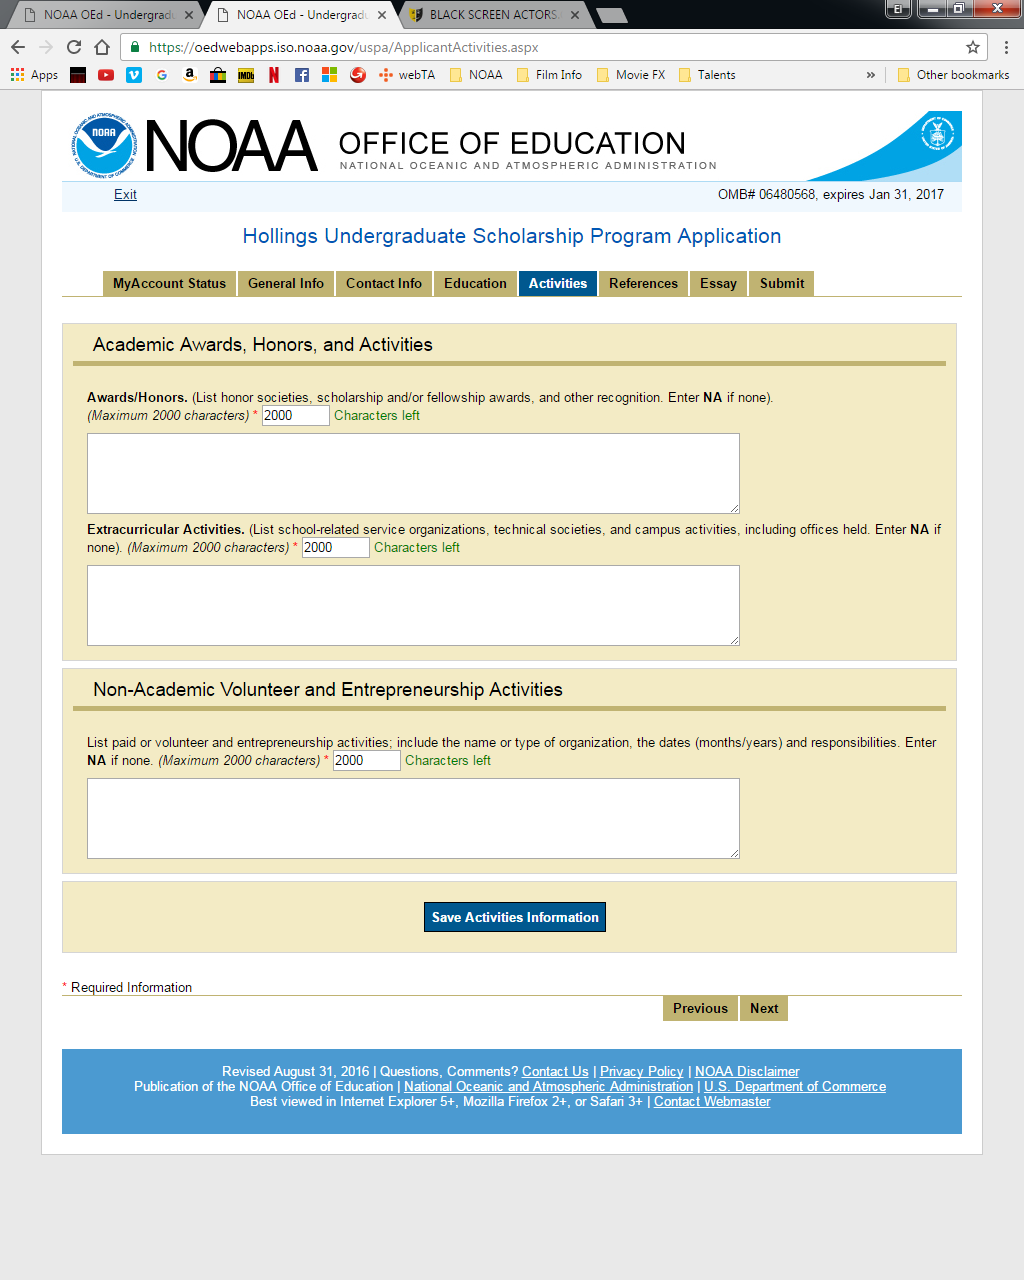 NOAA OEd - Undergradu
NOAA OEd - Undergradu
BLACK SCREEN ACTORS
https://oedwebapps.iso.noaa.gov/uspa/ApplicantActivities.aspx
Apps
webTA
NOAA
Film Info
Movie FX
Talents
»
Other bookmarks
NOAA OFFICE OF EDUCATION
NATIONAL OCEANIC AND ATMOSPHERIC ADMINISTRATION
Exit
OMB# 06480568, expires Jan 31, 2017
Hollings Undergraduate Scholarship Program Application
MyAccount Status General Info Contact Info Education Activities References Essay Submit
Academic Awards, Honors, and Activities
Awards/Honors. (List honor societies, scholarship and/or fellowship awards, and other recognition. Enter NA if none).
(Maximum 2000 characters) * 2000 Characters left
Extracurricular Activities. (List school-related service organizations, technical societies, and campus activities, including offices held. Enter NA if
none). (Maximum 2000 characters) * 2000 Characters left
Non-Academic Volunteer and Entrepreneurship Activities
List paid or volunteer and entrepreneurship activities; include the name or type of organization, the dates (months/years) and responsibilities. Enter
NA if none. (Maximum 2000 characters) * 2000 Characters left
Save Activities Information
* Required Information
Previous Next
Revised August 31, 2016 | Questions, Comments? Contact Us | Privacy Policy | NOAA Disclaimer
Publication of the NOAA Office of Education | National Oceanic and Atmospheric Administration | U.S. Department of Commerce
Best viewed in Internet Explorer 5+, Mozilla Firefox 2+, or Safari 3+ | Contact Webmaster